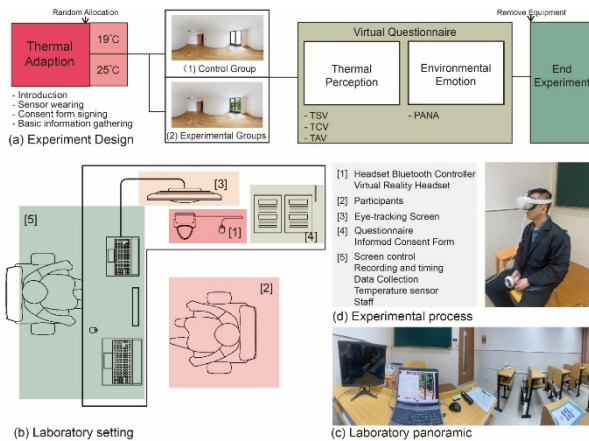 Random Allocation
Remove Equipment
Thermal
Adaption
19℃
25℃
(1) Control Group
(2) Experimental Groups
Virtual Questionnaire
Thermal
Perception
Environmental
Emotion
- TSV
- TCV
- TAV
- PANA
End
Experiment
- Introduction
- Sensor wearing
- Consent form signing
- Basic information gathering
(a) Experiment Design
[1]
[2]
[3]
[4]
[5]
(b) Laboratory setting
[1] Headset Bluetooth Controller
Virtual Reality Headset
[2] Participants
[3] Eye-tracking Screen
[4] Questionnaire
Informed Consent Form
[5] Screen control
Recording and timing
Data Collection
Temperature sensor
Staff
(d) Experimental process
(c) Laboratory panoramic